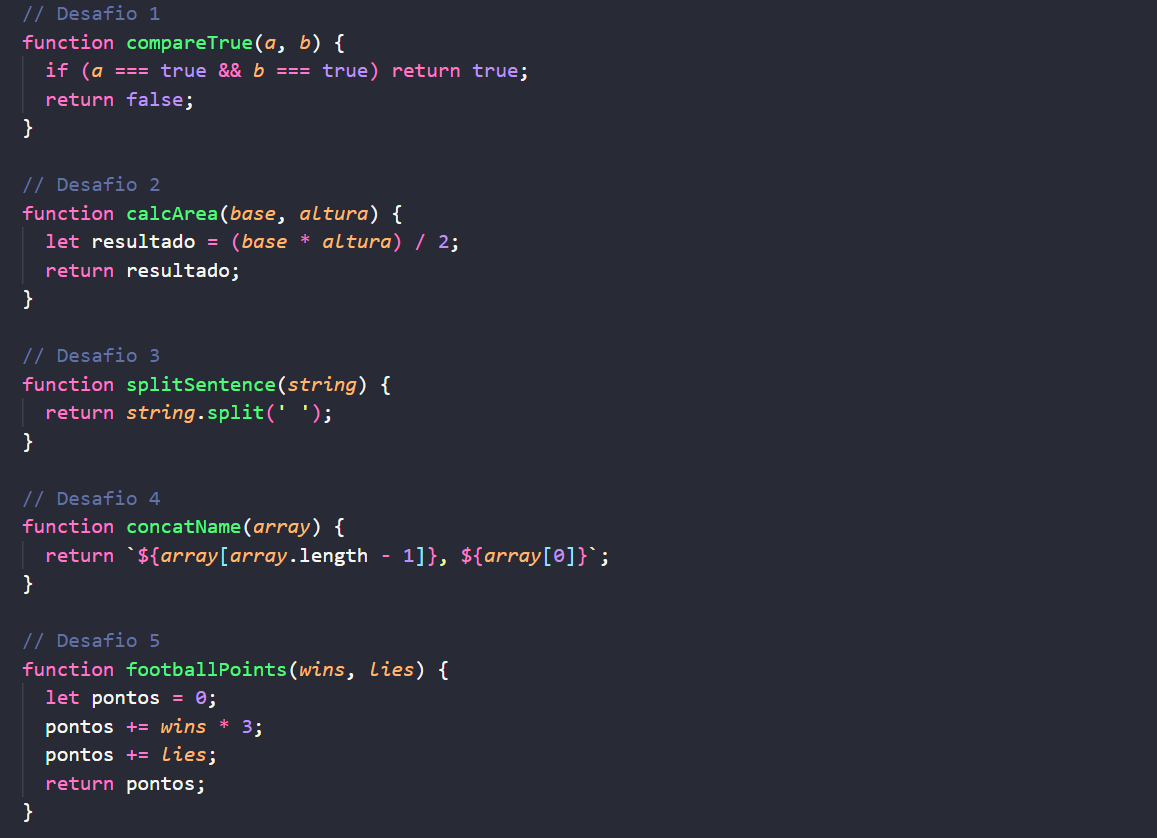 // Desafio 1
function compareTrue(a, b) {
  if (a === true && b === true) return true;
  return false;
}

// Desafio 2
function calcArea(base, altura) {
  let resultado = (base * altura) / 2;
  return resultado;
}

// Desafio 3
function splitSentence(string) {
  return string.split(' ');
}

// Desafio 4
function concatName(array) {
  return `${array[array.length - 1]}, ${array[0]}`;
}

// Desafio 5
function footballPoints(wins, lies) {
  let pontos = 0;
  pontos += wins * 3;
  pontos += lies;
  return pontos;
}